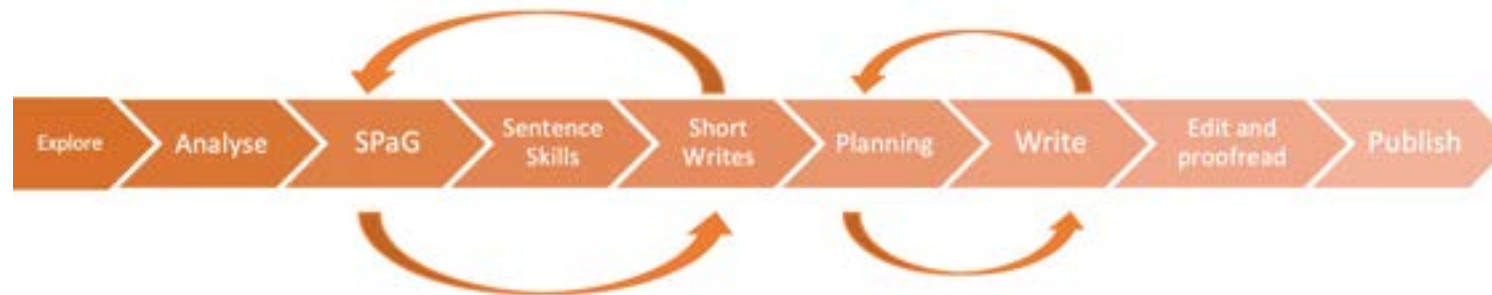 Explore
Analyse
SPaG
Sentence
Skills
Short
Writes
Planning
Write
Edit and
proofread
Publish